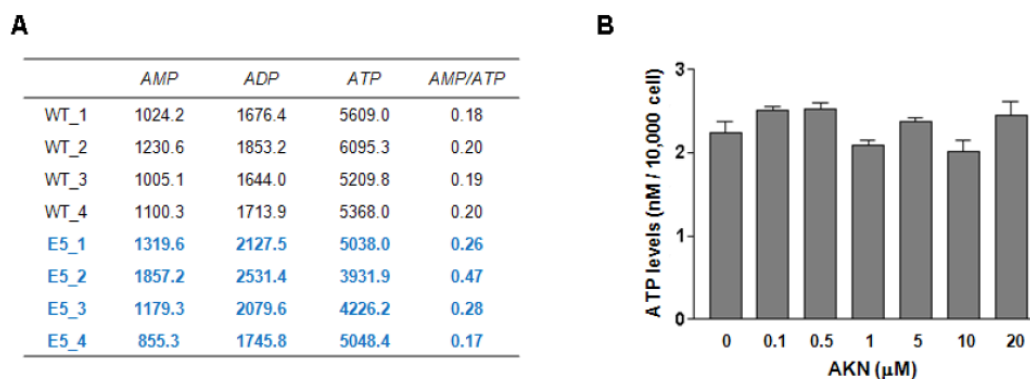 A
AMP ADP ATP AMP/ATP
WT_1 1024.2 1676.4 5609.0 0.18
WT_2 1230.6 1853.2 6095.3 0.20
WT_3 1005.1 1644.0 5209.8 0.19
WT_4 1100.3 1713.9 5368.0 0.20
E5_1 1319.6 2127.5 5038.0 0.26
E5_2 1857.2 2531.4 3931.9 0.47
E5_3 1179.3 2079.6 4226.2 0.28
E5_4 855.3 1745.8 5048.4 0.17
B
ATP levels (nM / 10,000 cell)
3
2
1
0
0 0.1 0.5 1 5 10 20
AKN (μM)